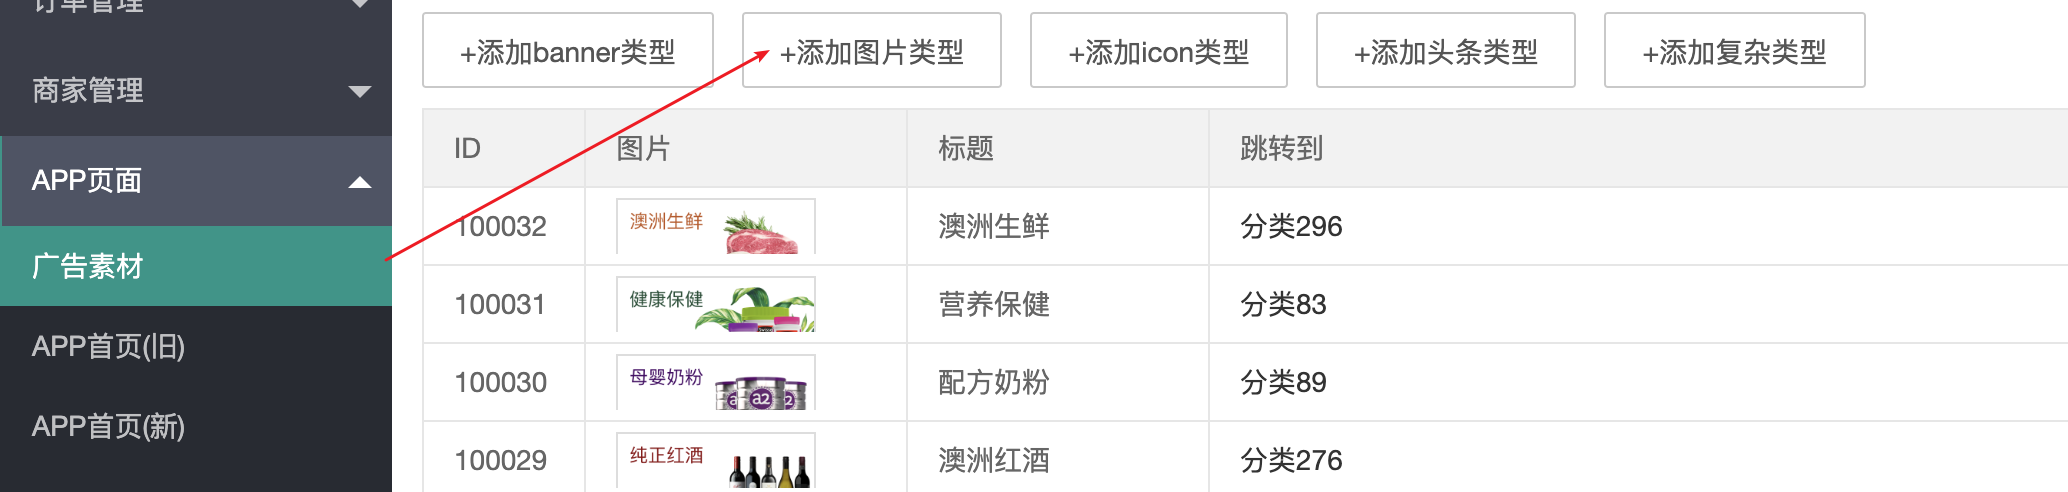 订单管理
商家管理
APP页面
广告素材
APP首页(旧)
APP首页(新)
+添加banner类型 +添加图片类型 +添加icon类型 +添加头条类型 +添加复杂类型
ID 图片 标题 跳转到
100032 澳洲生鲜 澳洲生鲜 分类296
100031 健康保健 营养保健 分类83
100030 母婴奶粉 a2 a2 a2 配方奶粉 分类89
100029 纯正红酒 澳洲红酒 分类276